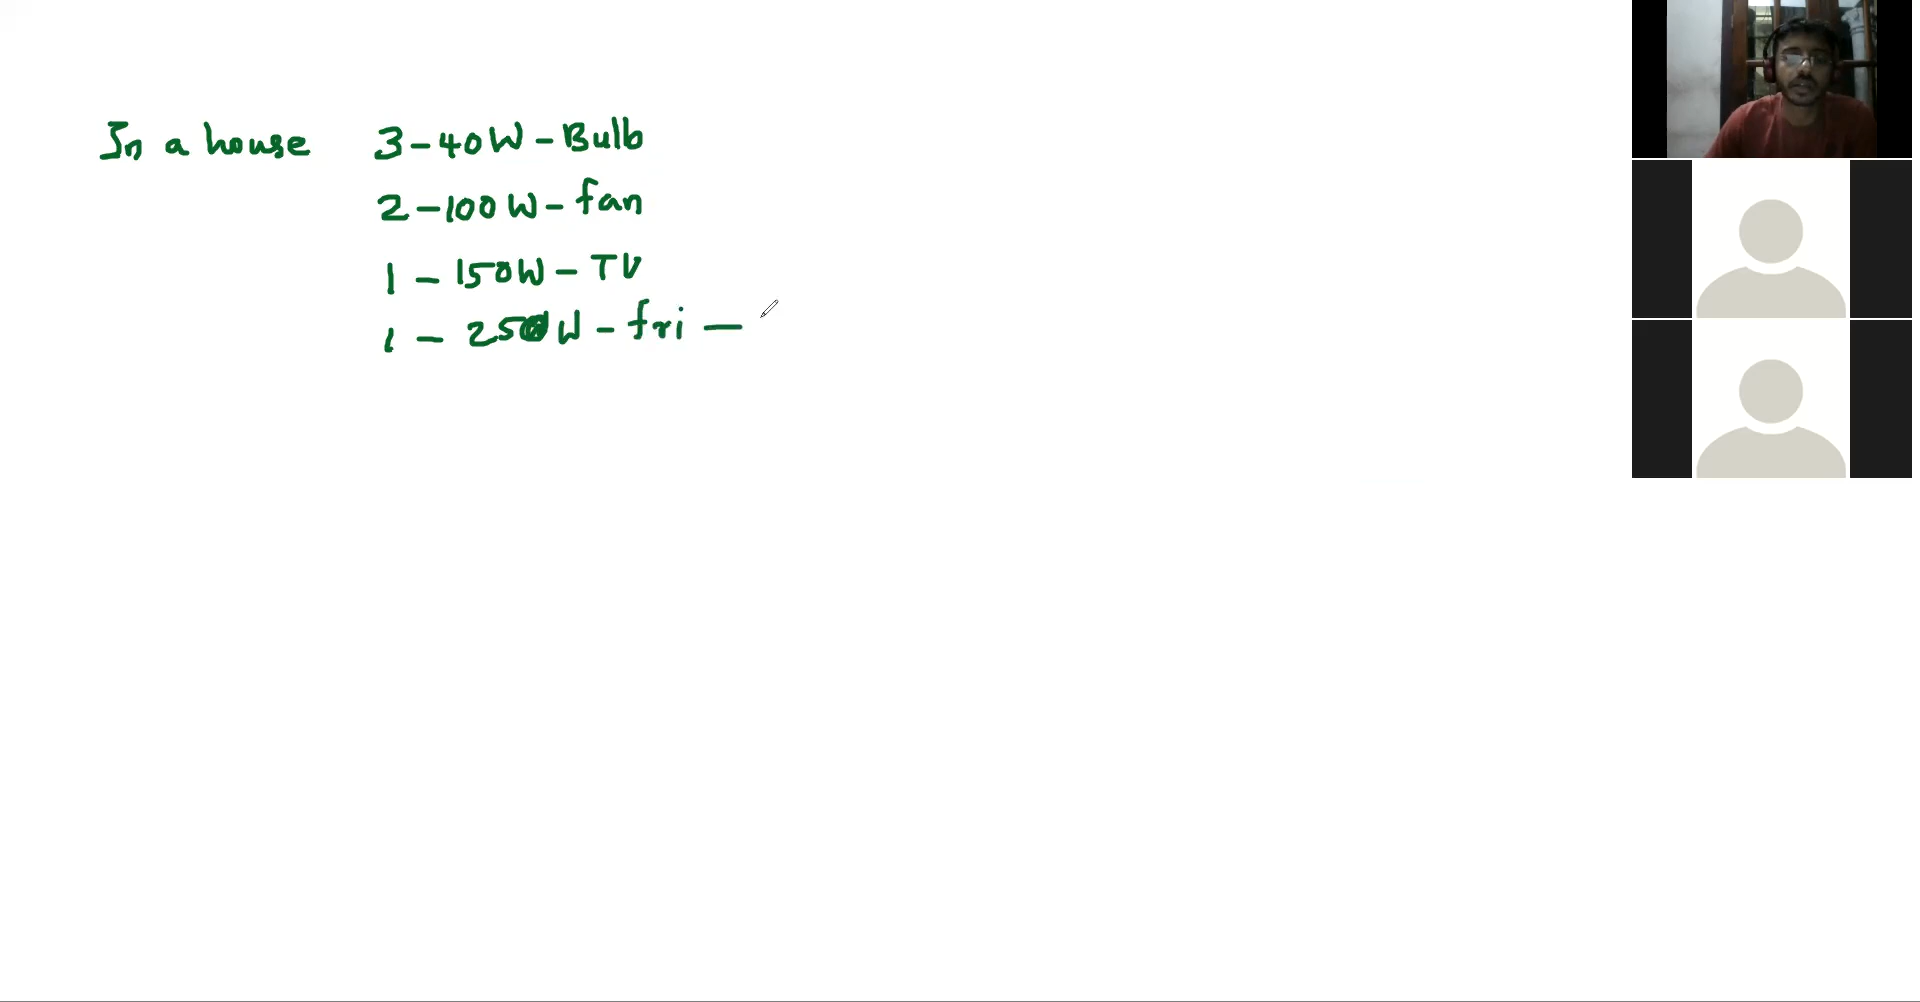 In a house 3 - 40W - Bulb
2 - 100W - fan
1 - 150W - TV
1 - 250W - fri —